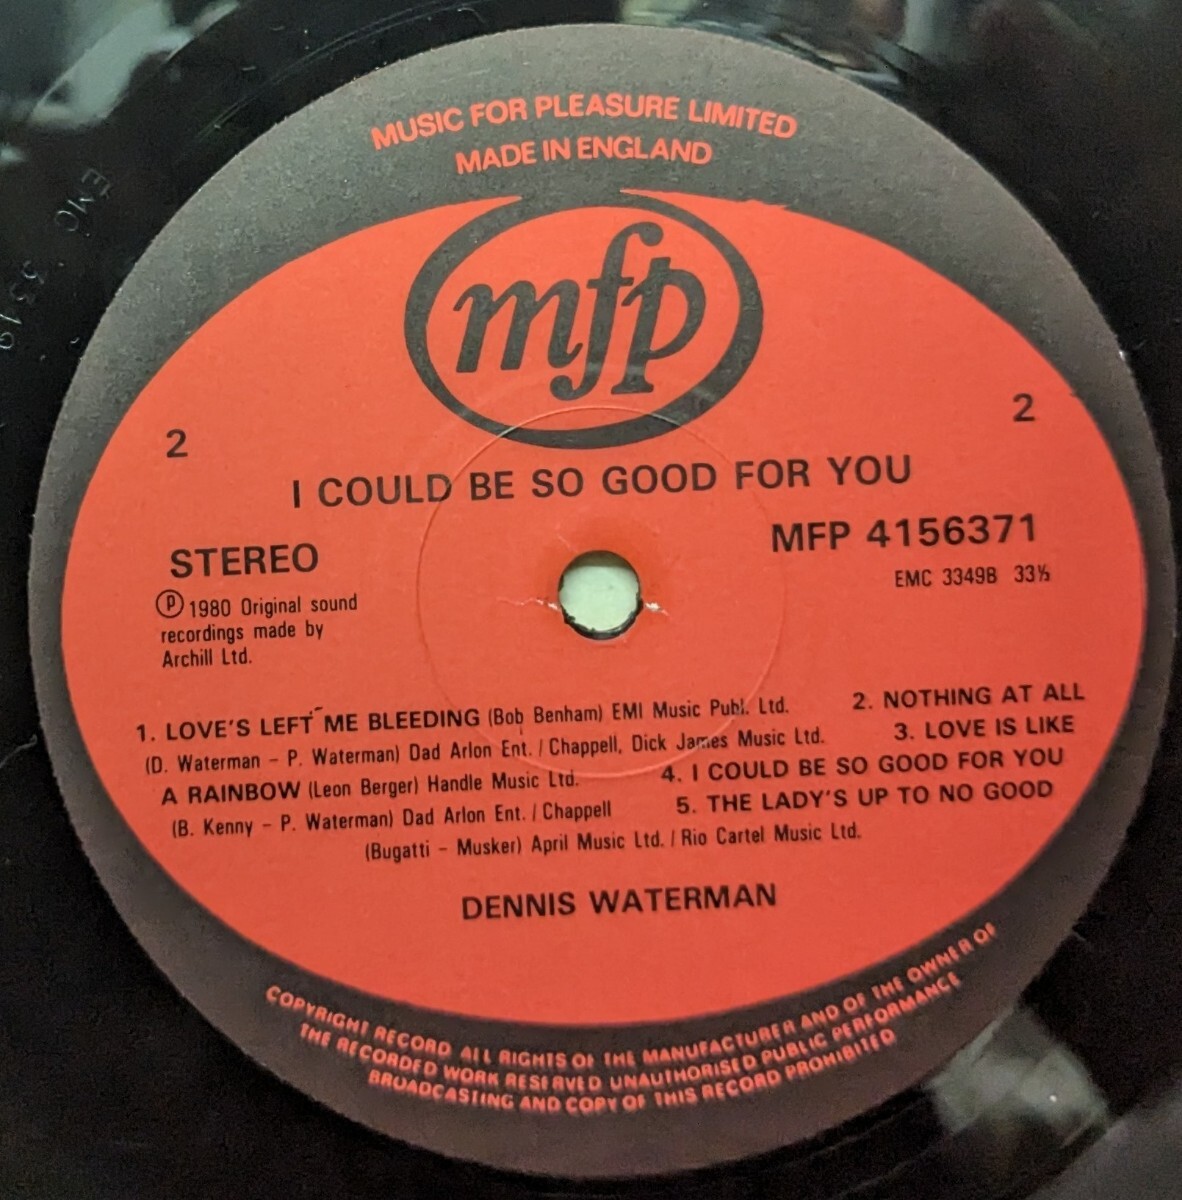 MUSIC FOR PLEASURE LIMITED
MADE IN ENGLAND
mfp
2
2
I COULD BE SO GOOD FOR YOU
STEREO
MFP 4156371
EMC 3349B 33⅓
Ⓟ 1980 Original sound
recordings made by
Archill Ltd.
1. LOVE'S LEFT ME BLEEDING (Bob Benham) EMI Music Publ. Ltd. 2. NOTHING AT ALL
(D. Waterman - P. Waterman) Dad Arlon Ent. / Chappell, Dick James Music Ltd. 3. LOVE IS LIKE
A RAINBOW (Leon Berger) Handle Music Ltd. 4. I COULD BE SO GOOD FOR YOU
(B. Kenny - P. Waterman) Dad Arlon Ent. / Chappell 5. THE LADY'S UP TO NO GOOD
(Bugatti - Musker) April Music Ltd. / Rio Cartel Music Ltd.
DENNIS WATERMAN
COPYRIGHT RECORD ALL RIGHTS OF THE MANUFACTURER AND OF THE OWNER OF
THE RECORDED WORK RESERVED UNAUTHORISED PUBLIC PERFORMANCE
BROADCASTING AND COPY OF THIS RECORD PROHIBITED
EMC